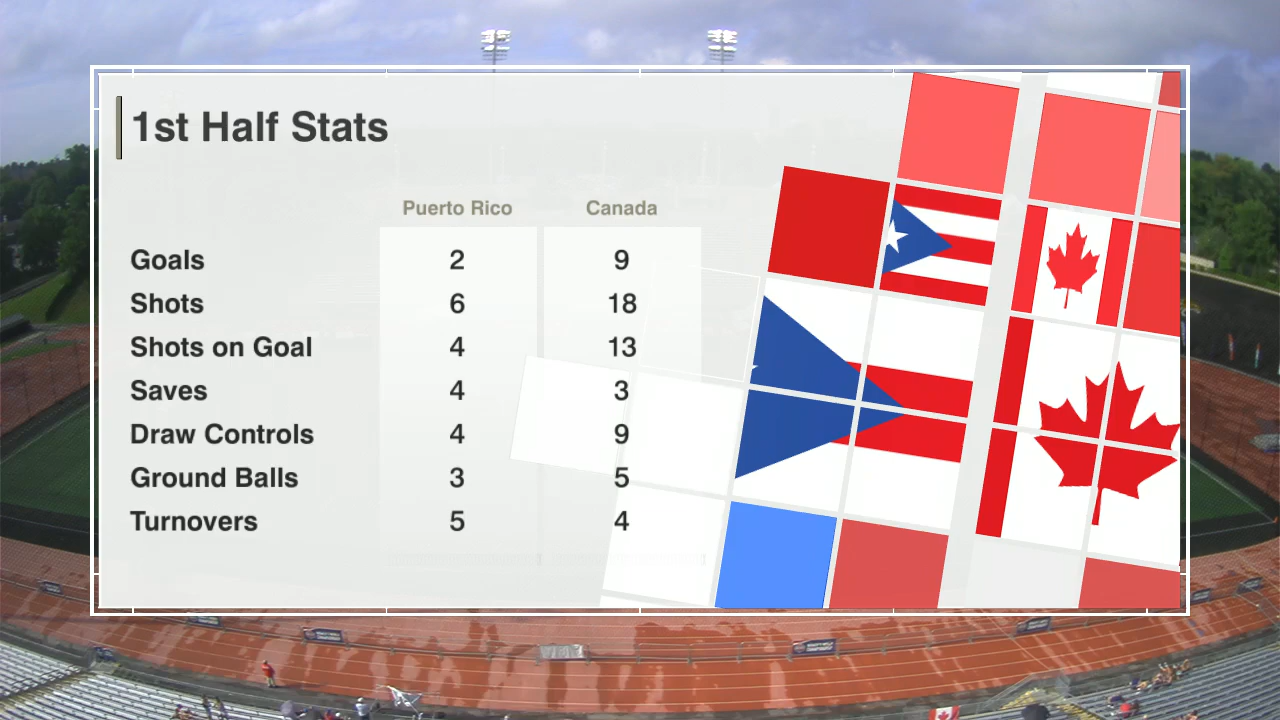 1st Half Stats
Puerto Rico Canada
Goals 2 9
Shots 6 18
Shots on Goal 4 13
Saves 4 3
Draw Controls 4 9
Ground Balls 3 5
Turnovers 5 4